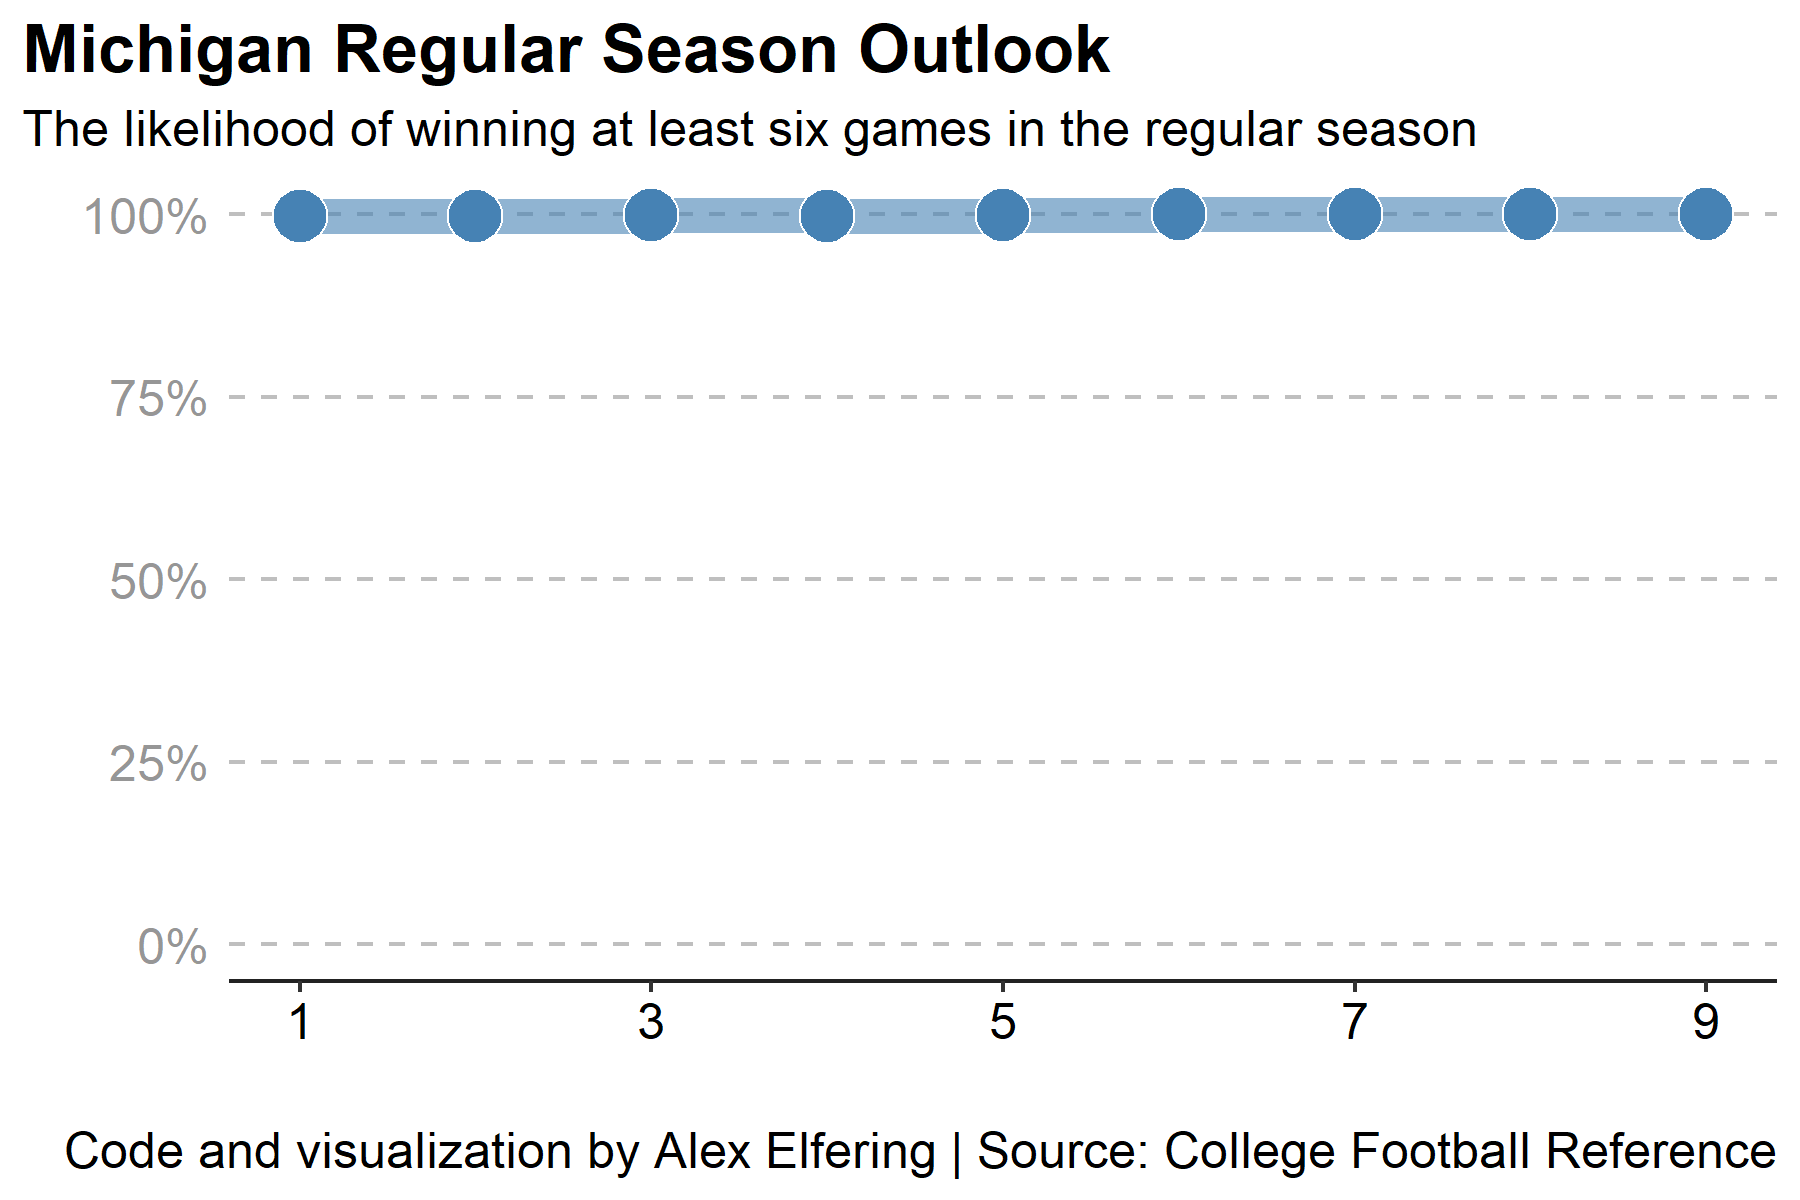 Michigan Regular Season Outlook
The likelihood of winning at least six games in the regular season
100%
75%
50%
25%
0%
1 3 5 7 9
Code and visualization by Alex Elfering | Source: College Football Reference